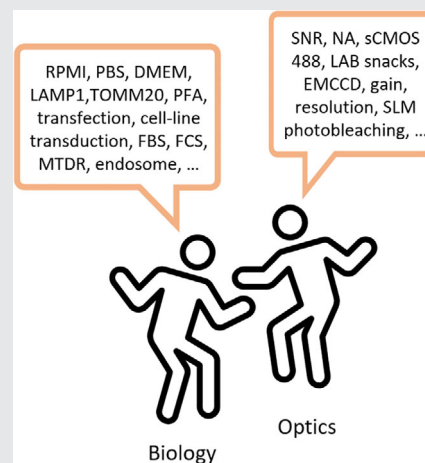 RPMI, PBS, DMEM,
LAMP1,TOMM20, PFA,
transfection, cell-line
transduction, FBS, FCS,
MTDR, endosome, ...
SNR, NA, sCMOS
488, LAB snacks,
EMCCD, gain,
resolution, SLM
photobleaching, ...
Biology
Optics